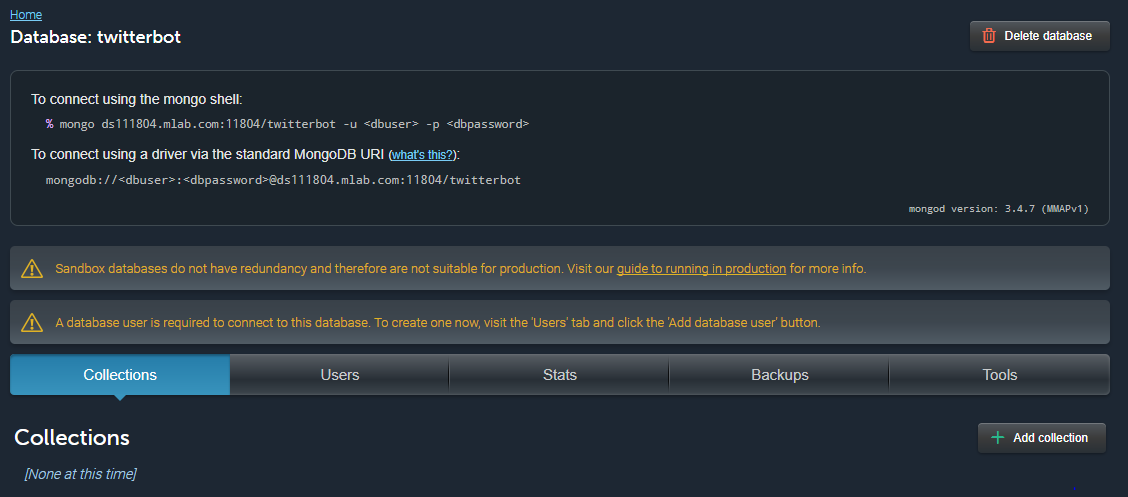 Home
Database: twitterbot
Delete database
To connect using the mongo shell:
% mongo ds111804.mlab.com:11804/twitterbot -u <dbuser> -p <dbpassword>
To connect using a driver via the standard MongoDB URI (what's this?):
mongodb://<dbuser>:<dbpassword>@ds111804.mlab.com:11804/twitterbot
mongod version: 3.4.7 (MMAPv1)
Sandbox databases do not have redundancy and therefore are not suitable for production. Visit our guide to running in production for more info.
A database user is required to connect to this database. To create one now, visit the 'Users' tab and click the 'Add database user' button.
Collections Users Stats Backups Tools
Collections
Add collection
[None at this time]